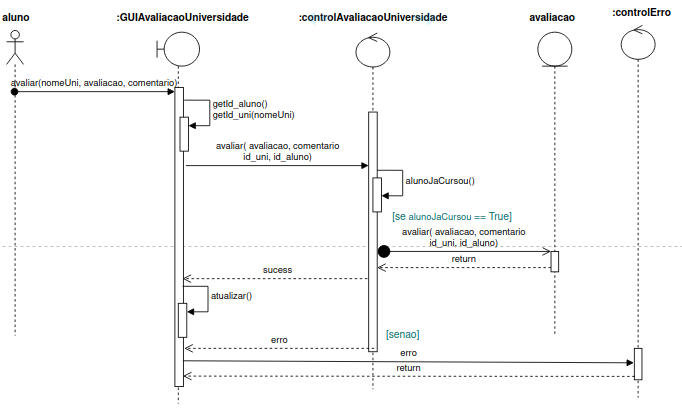 aluno
:GUIAvaliacaoUniversidade
:controlAvaliacaoUniversidade
avaliacao
:controlErro
avaliar(nomeUni, avaliacao, comentario)
getId_aluno()
getId_uni(nomeUni)
avaliar( avaliacao, comentario
id_uni, id_aluno)
alunoJaCursou()
[se alunoJaCursou == True]
avaliar( avaliacao, comentario
id_uni, id_aluno)
return
sucess
atualizar()
[senao]
erro
erro
return